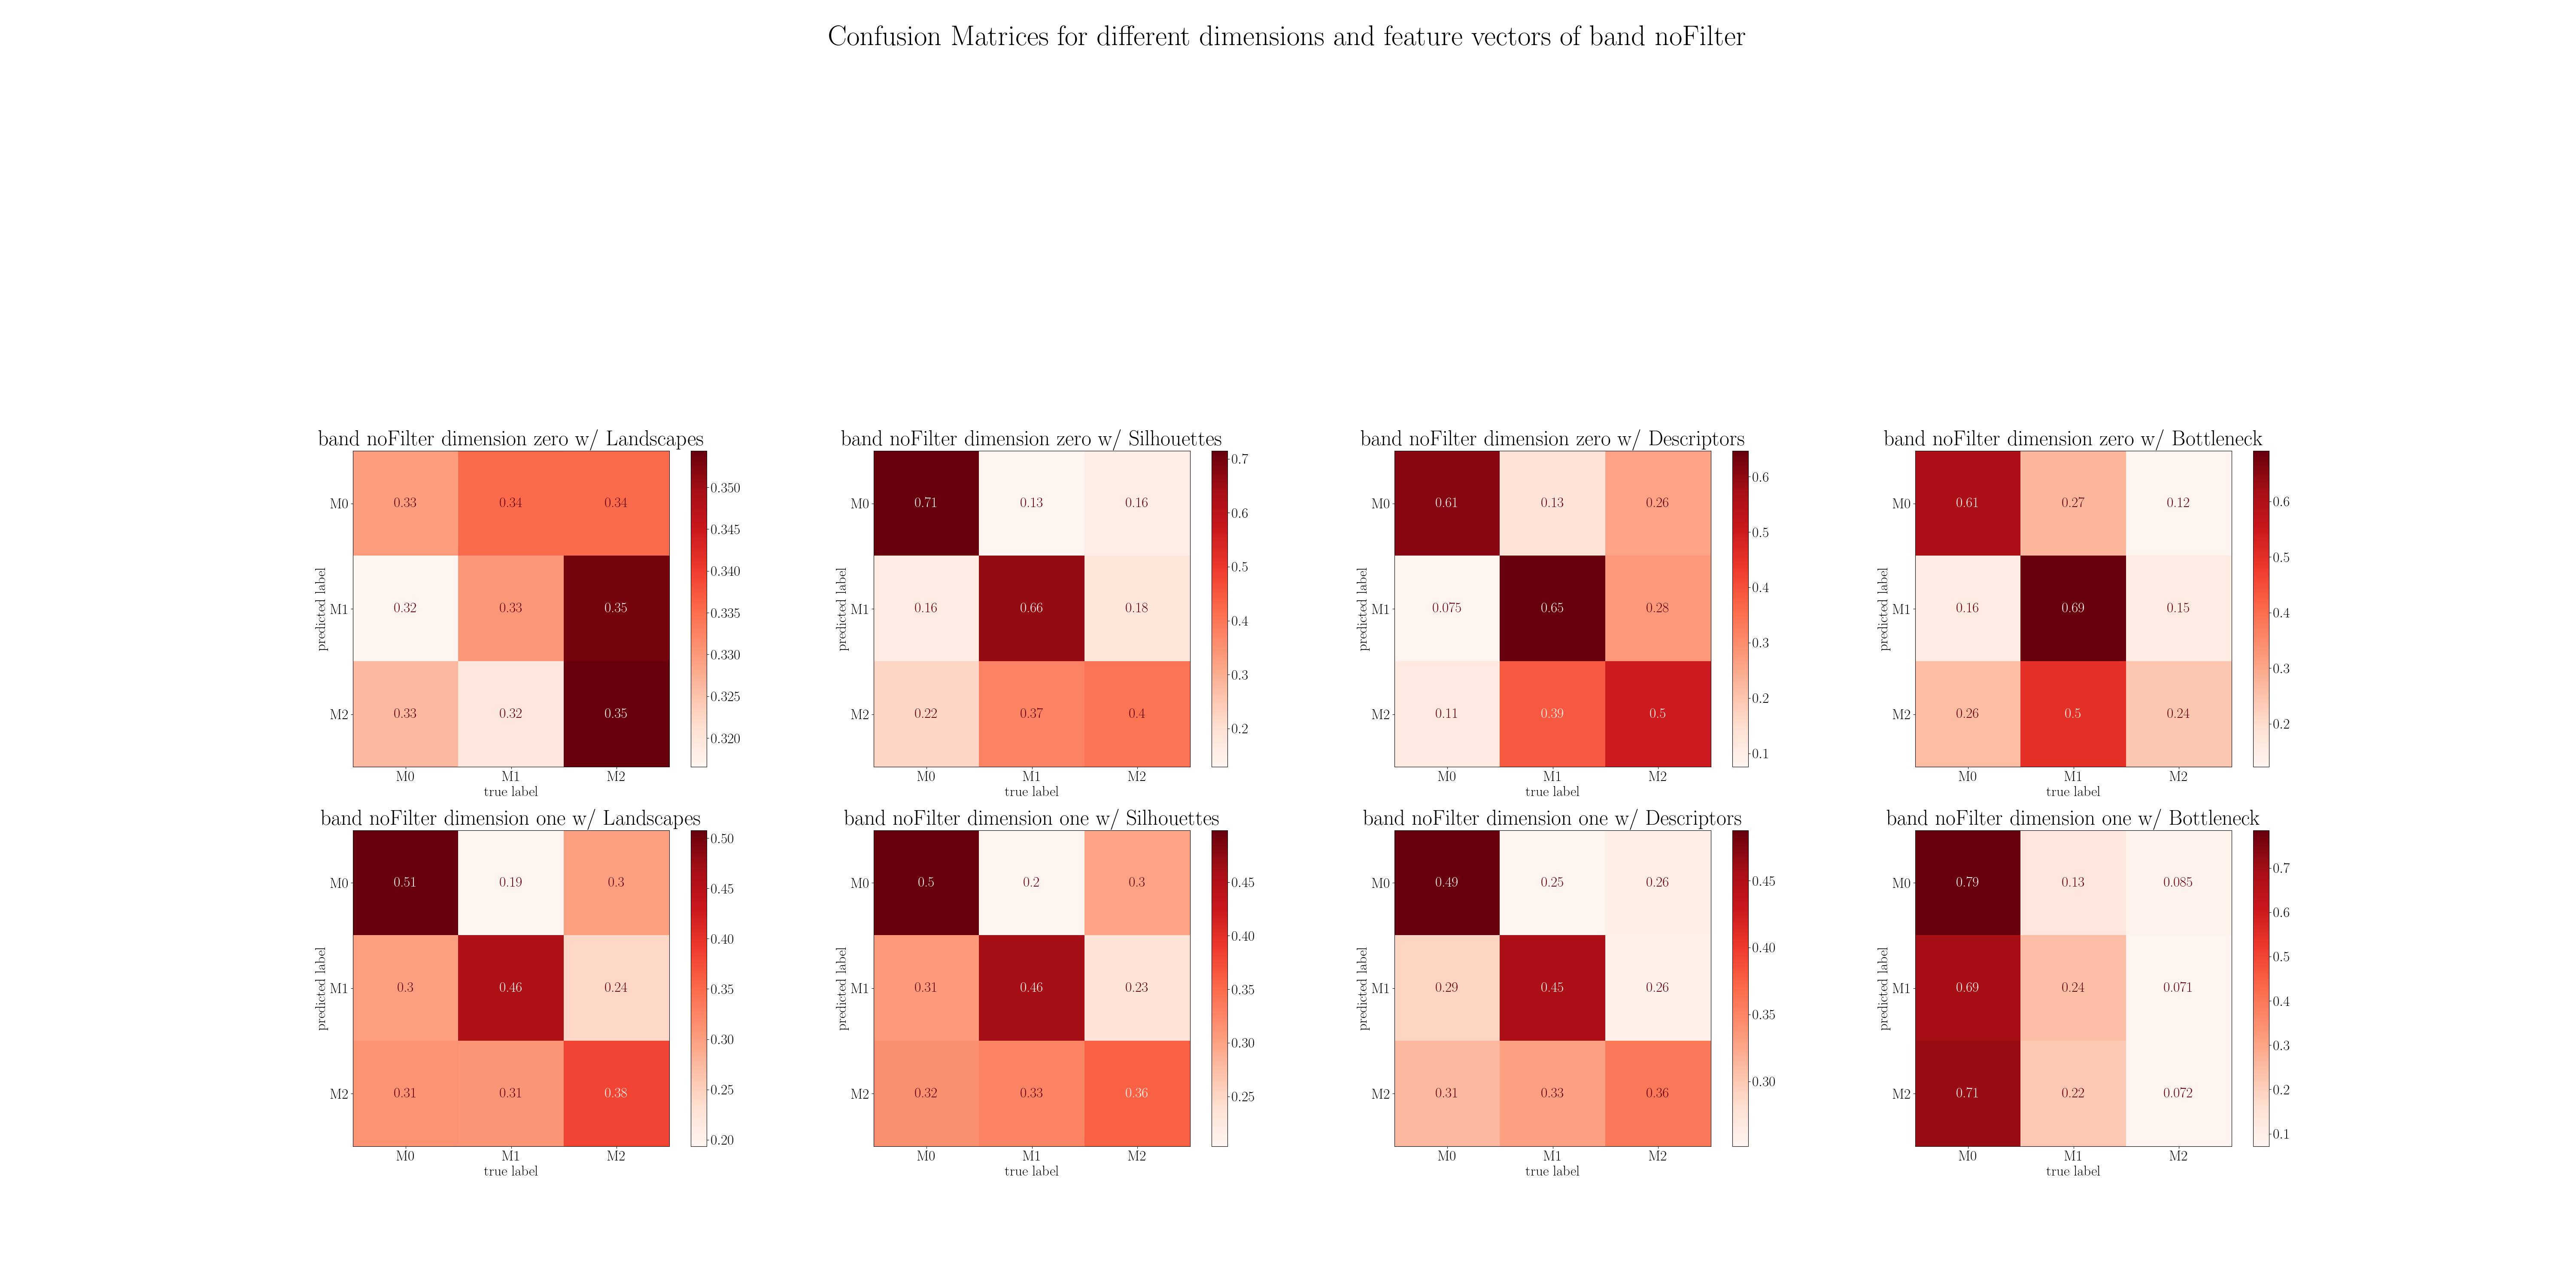 Confusion Matrices for different dimensions and feature vectors of band noFilter
band noFilter dimension zero w/ Landscapes
predicted label
M0 0.33 0.34 0.34
M1 0.32 0.33 0.35
M2 0.33 0.32 0.35
M0 M1 M2
true label
0.350
0.345
0.340
0.335
0.330
0.325
0.320
band noFilter dimension zero w/ Silhouettes
predicted label
M0 0.71 0.13 0.16
M1 0.16 0.66 0.18
M2 0.22 0.37 0.4
M0 M1 M2
true label
0.7
0.6
0.5
0.4
0.3
0.2
band noFilter dimension zero w/ Descriptors
predicted label
M0 0.61 0.13 0.26
M1 0.075 0.65 0.28
M2 0.11 0.39 0.5
M0 M1 M2
true label
0.6
0.5
0.4
0.3
0.2
0.1
band noFilter dimension zero w/ Bottleneck
predicted label
M0 0.61 0.27 0.12
M1 0.16 0.69 0.15
M2 0.26 0.5 0.24
M0 M1 M2
true label
0.6
0.5
0.4
0.3
0.2
band noFilter dimension one w/ Landscapes
predicted label
M0 0.51 0.19 0.3
M1 0.3 0.46 0.24
M2 0.31 0.31 0.38
M0 M1 M2
true label
0.50
0.45
0.40
0.35
0.30
0.25
0.20
band noFilter dimension one w/ Silhouettes
predicted label
M0 0.5 0.2 0.3
M1 0.31 0.46 0.23
M2 0.32 0.33 0.36
M0 M1 M2
true label
0.45
0.40
0.35
0.30
0.25
band noFilter dimension one w/ Descriptors
predicted label
M0 0.49 0.25 0.26
M1 0.29 0.45 0.26
M2 0.31 0.33 0.36
M0 M1 M2
true label
0.45
0.40
0.35
0.30
band noFilter dimension one w/ Bottleneck
predicted label
M0 0.79 0.13 0.085
M1 0.69 0.24 0.071
M2 0.71 0.22 0.072
M0 M1 M2
true label
0.7
0.6
0.5
0.4
0.3
0.2
0.1